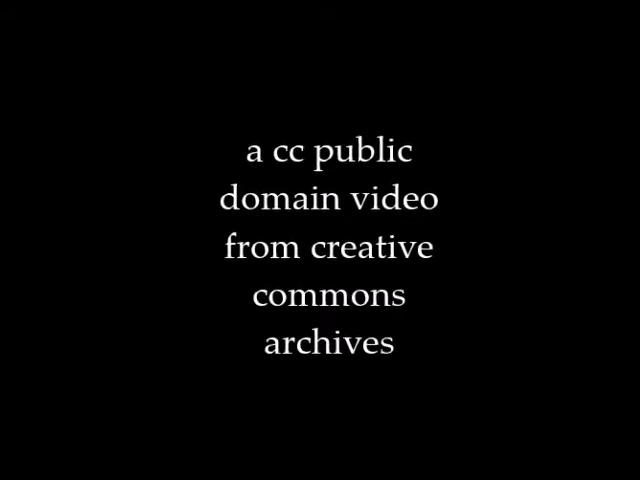 a cc public
domain video
from creative
commons
archives